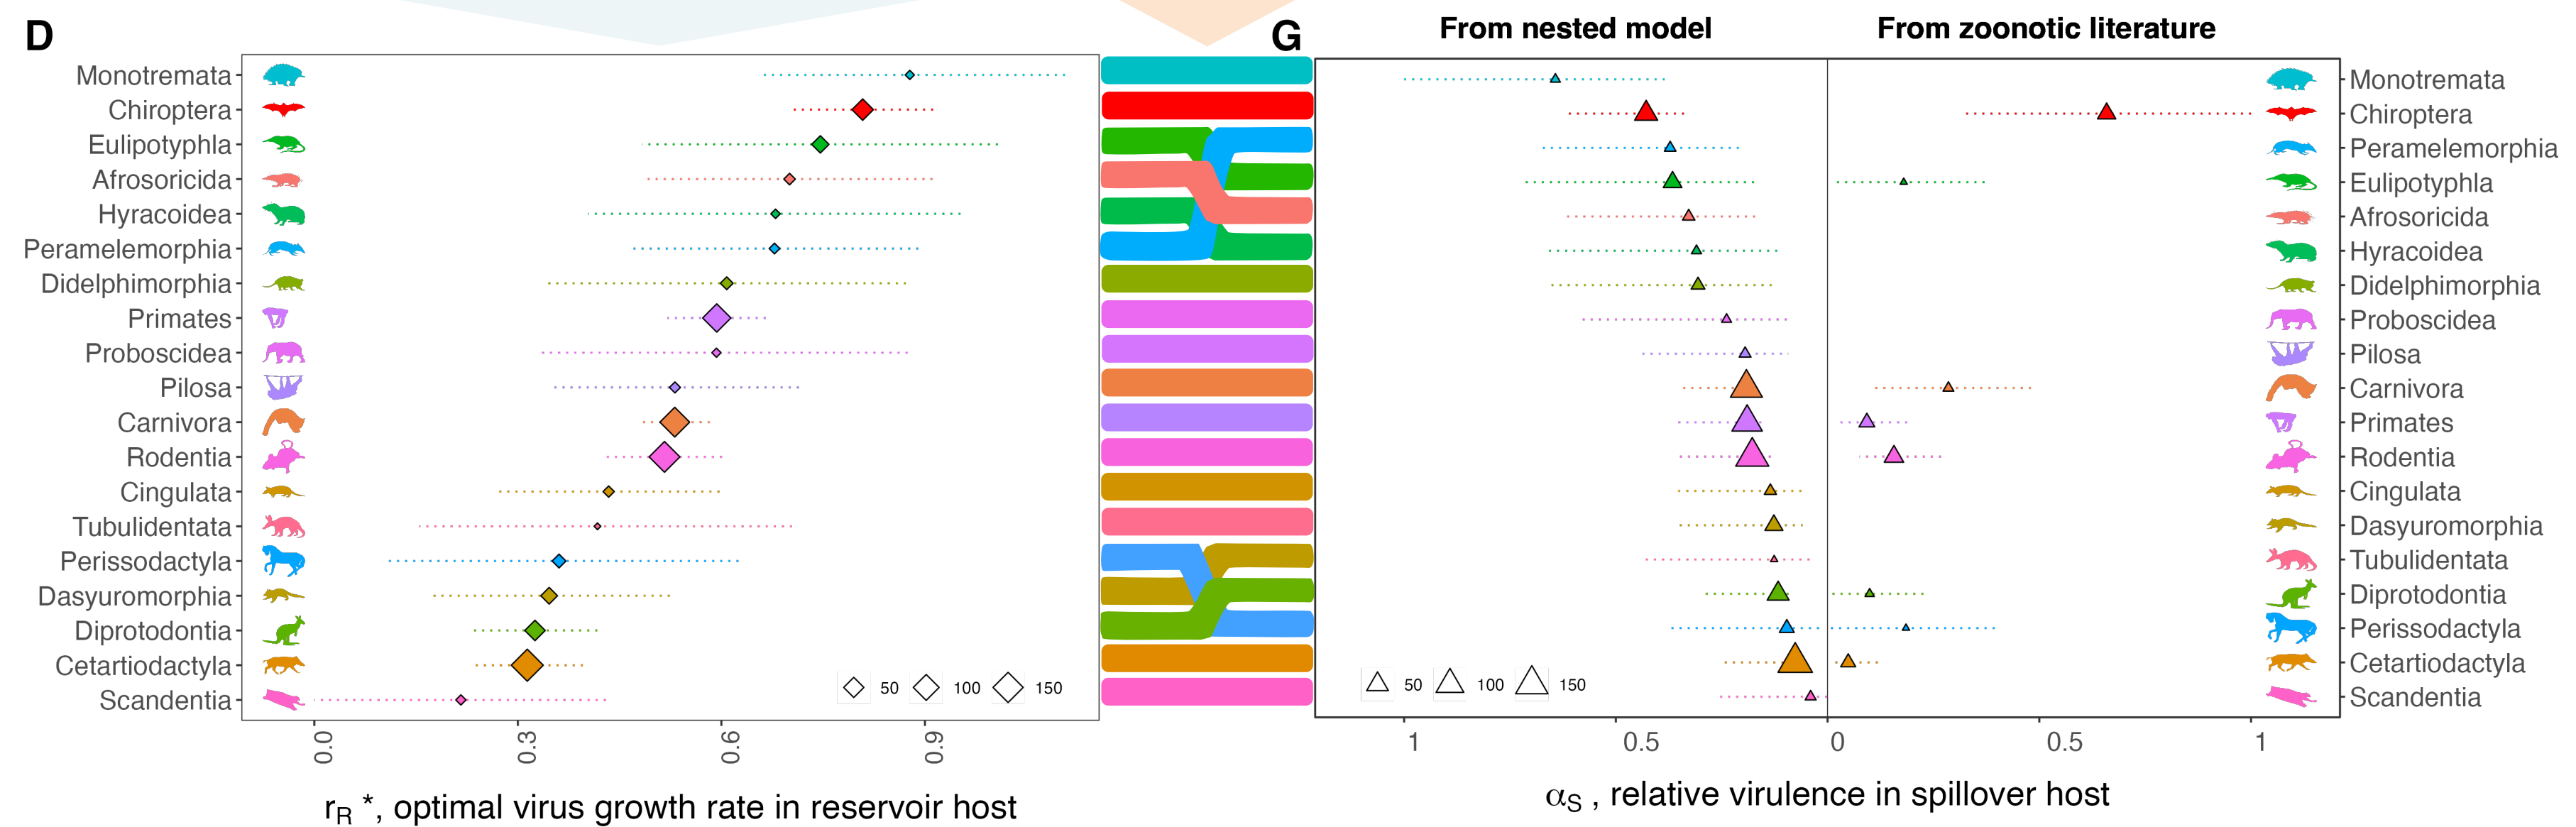 D
Monotremata
Chiroptera
Eulipotyphla
Afrosoricida
Hyracoidea
Peramelemorphia
Didelphimorphia
Primates
Proboscidea
Pilosa
Carnivora
Rodentia
Cingulata
Tubulidentata
Perissodactyla
Dasyuromorphia
Diprotodontia
Cetartiodactyla
Scandentia
50 100 150
0.0 0.3 0.6 0.9
rR *, optimal virus growth rate in reservoir host
G
From nested model From zoonotic literature
Monotremata
Chiroptera
Peramelemorphia
Eulipotyphla
Afrosoricida
Hyracoidea
Didelphimorphia
Proboscidea
Pilosa
Carnivora
Primates
Rodentia
Cingulata
Dasyuromorphia
Tubulidentata
Diprotodontia
Perissodactyla
Cetartiodactyla
Scandentia
50 100 150
1 0.5 0 0.5 1
αS , relative virulence in spillover host